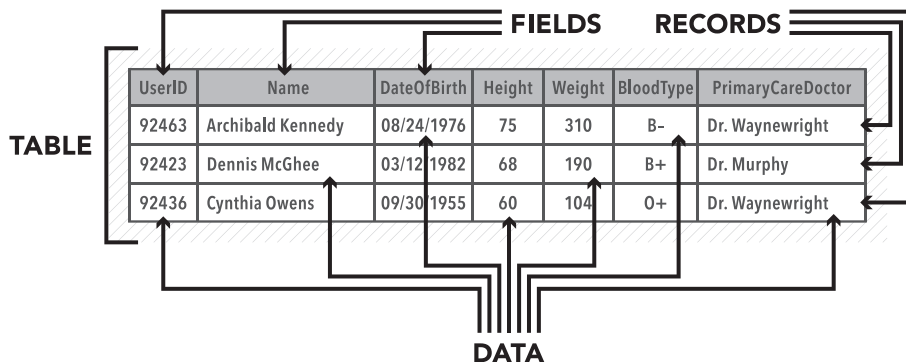 FIELDS RECORDS
TABLE
UserID Name DateOfBirth Height Weight BloodType PrimaryCareDoctor
92463 Archibald Kennedy 08/24/1976 75 310 B- Dr. Waynewright
92423 Dennis McGhee 03/12/1982 68 190 B+ Dr. Murphy
92436 Cynthia Owens 09/30/1955 60 104 O+ Dr. Waynewright
DATA